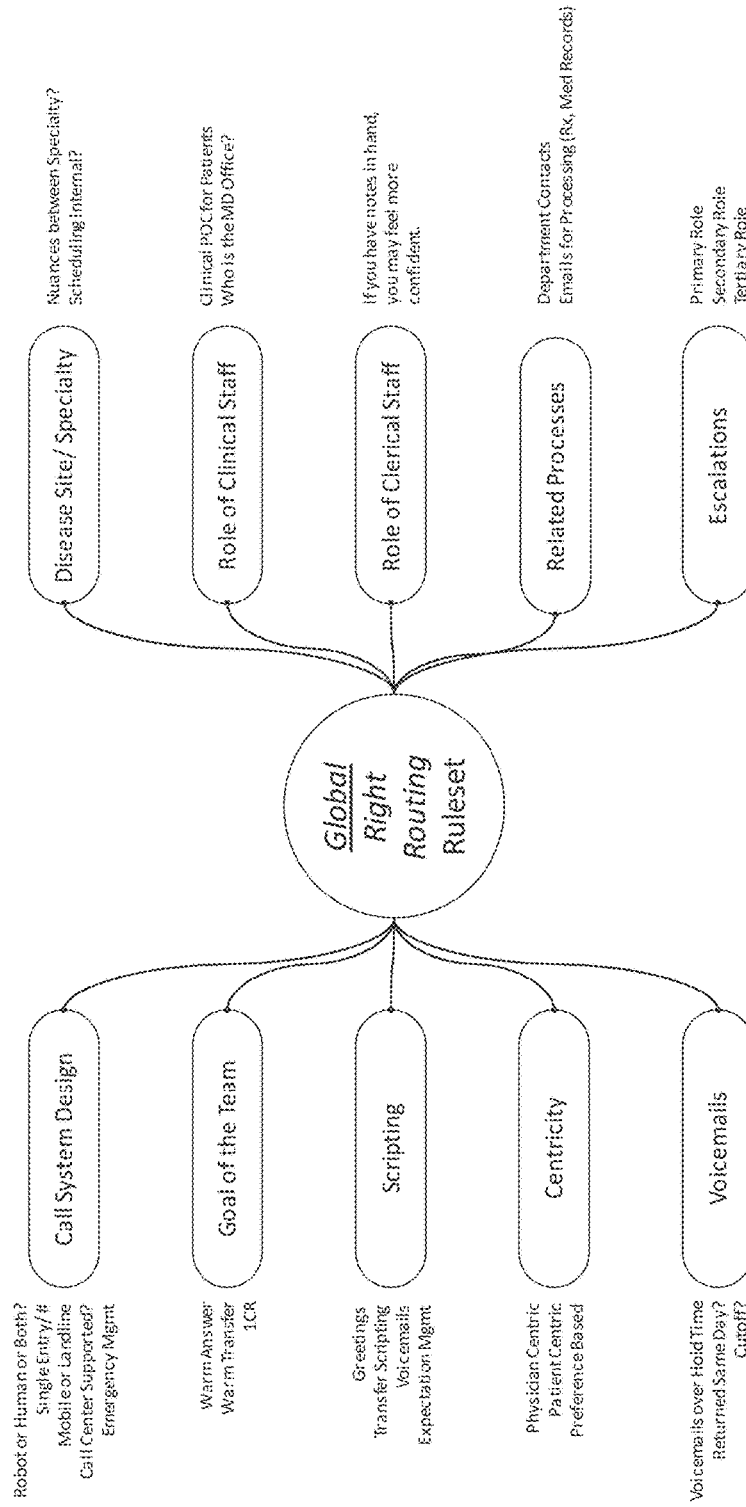 Robot or Human or Both?
Single Entry/#
Mobile or Landline
Call Center Supported?
Emergency Mgmt
Call System Design
Warm Answer
Warm Transfer
1CR
Goal of the Team
Greetings
Transfer Scripting
Voicemails
Expectation Mgmt
Scripting
Physician Centric
Patient Centric
Preference Based
Centricity
Voicemails over Hold Time
Returned Same Day?
Cutoff?
Voicemails
Global
Right
Routing
Ruleset
Disease Site/ Specialty
Nuances between Specialty?
Scheduling Internal?
Role of Clinical Staff
Clinical POC for Patients
Who is the MD Office?
Role of Clerical Staff
If you have notes in hand,
you may feel more
confident.
Related Processes
Department Contacts
Emails for Processing (Rx, Med Records)
Escalations
Primary Role
Secondary Role
Tertiary Role